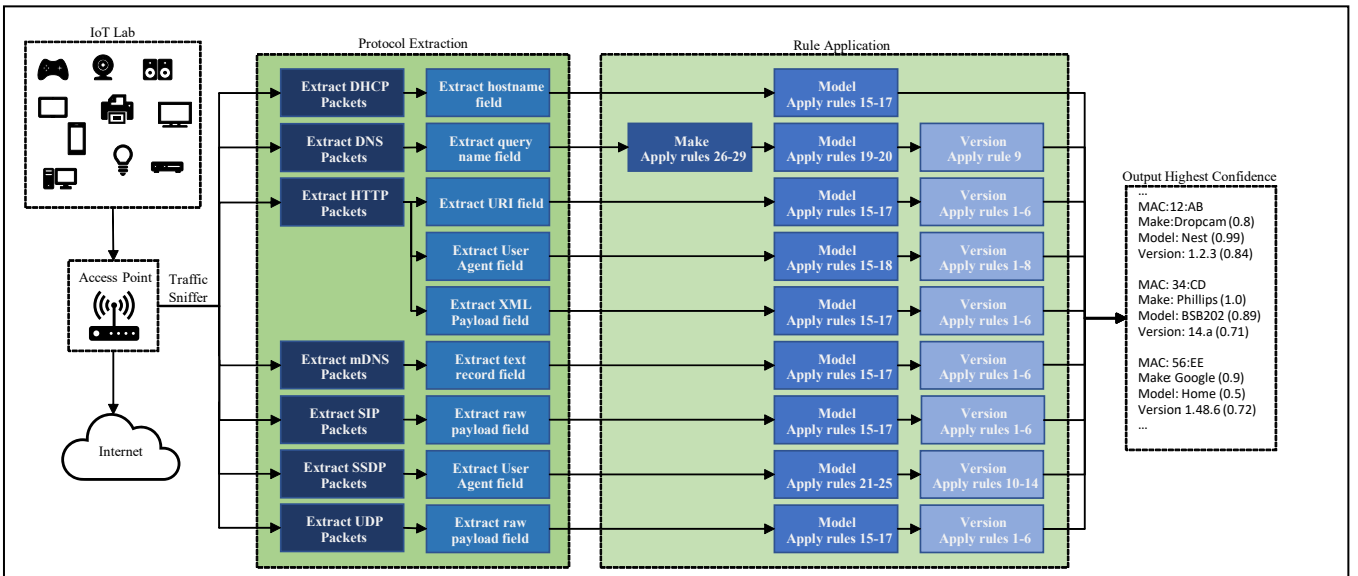 IoT Lab
Protocol Extraction
Rule Application
Extract DHCP
Packets
Extract hostname
field
Model
Apply rules 15-17
Extract DNS
Packets
Extract query
name field
Make
Apply rules 26-29
Model
Apply rules 19-20
Version
Apply rule 9
Extract HTTP
Packets
Extract URI field
Model
Apply rules 15-17
Version
Apply rules 1-6
Extract User
Agent field
Model
Apply rules 15-18
Version
Apply rules 1-8
Access Point
Traffic
Sniffer
Extract XML
Payload field
Model
Apply rules 15-17
Version
Apply rules 1-6
Extract mDNS
Packets
Extract text
record field
Model
Apply rules 15-17
Version
Apply rules 1-6
Extract SIP
Packets
Extract raw
payload field
Model
Apply rules 15-17
Version
Apply rules 1-6
Internet
Extract SSDP
Packets
Extract User
Agent field
Model
Apply rules 21-25
Version
Apply rules 10-14
Extract UDP
Packets
Extract raw
payload field
Model
Apply rules 15-17
Version
Apply rules 1-6
Output Highest Confidence
...
MAC:12:AB
Make:Dropcam (0.8)
Model: Nest (0.99)
Version: 1.2.3 (0.84)
MAC: 34:CD
Make: Phillips (1.0)
Model: BSB202 (0.89)
Version: 14.a (0.71)
MAC: 56:EE
Make: Google (0.9)
Model: Home (0.5)
Version 1.48.6 (0.72)
...